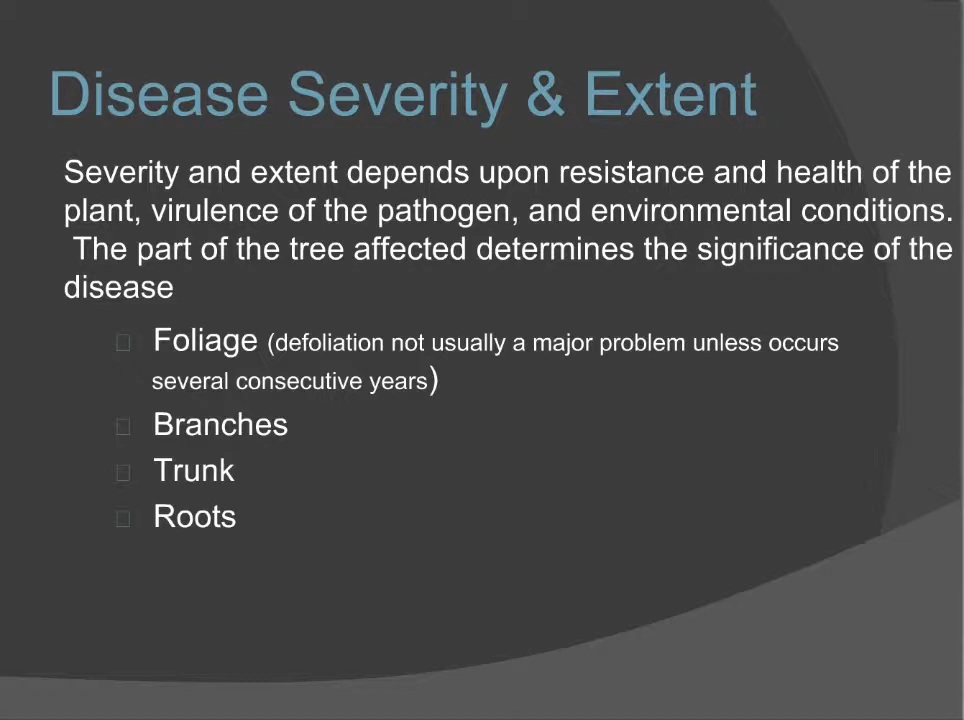 Disease Severity & Extent
Severity and extent depends upon resistance and health of the
plant, virulence of the pathogen, and environmental conditions.
The part of the tree affected determines the significance of the
disease
Foliage (defoliation not usually a major problem unless occurs
several consecutive years)
Branches
Trunk
Roots